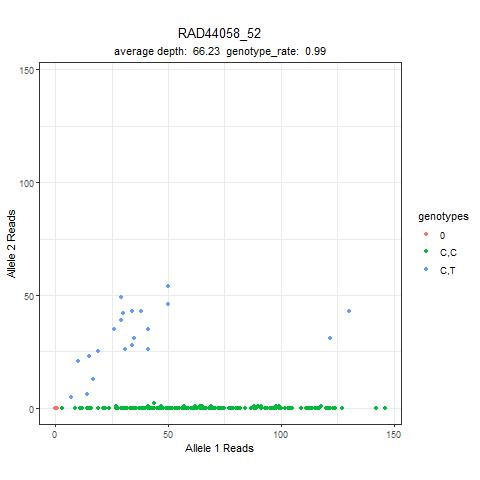 RAD44058_52
average depth: 66.23 genotype_rate: 0.99
150
100
50
0
Allele 2 Reads
0 50 100 150
Allele 1 Reads
genotypes
0
C,C
C,T